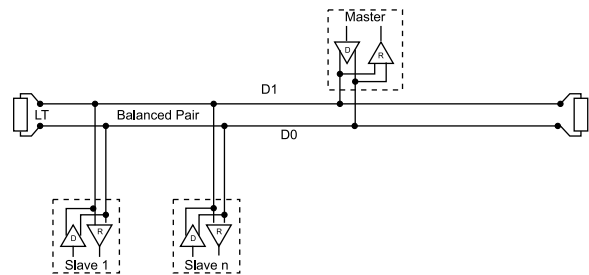 Master
D R
D1
LT
Balanced Pair
D0
D R
D R
Slave 1
Slave n